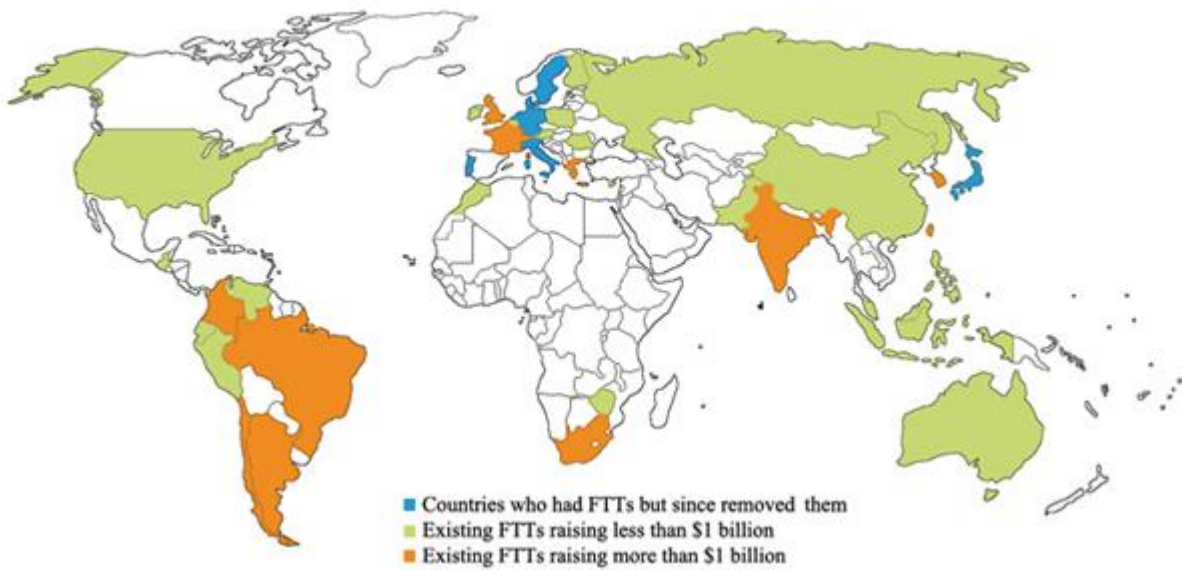 Countries who had FTTs but since removed them
Existing FTTs raising less than $1 billion
Existing FTTs raising more than $1 billion